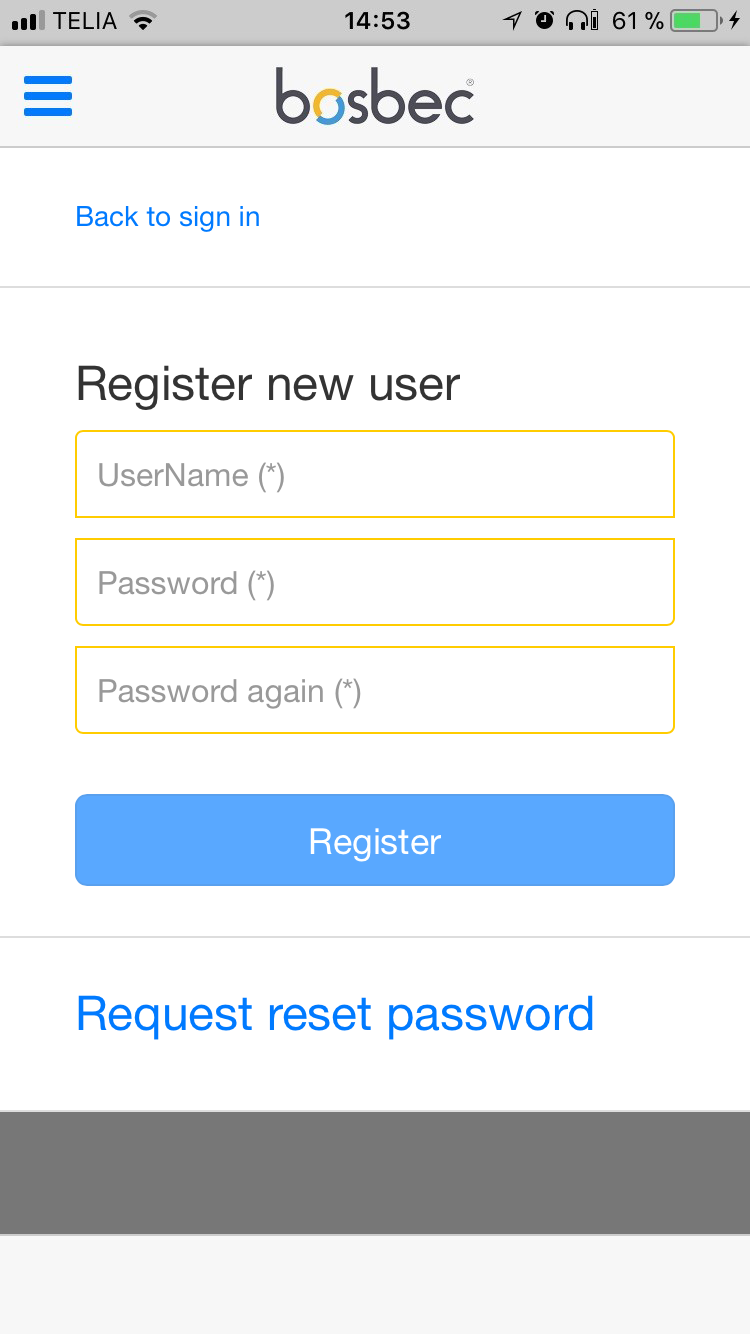 TELIA 14:53 61 %
bosbec®
Back to sign in
Register new user
UserName (*)
Password (*)
Password again (*)
Register
Request reset password